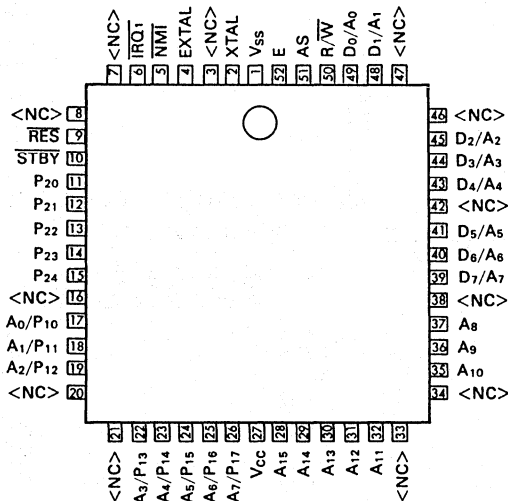 <NC> 7
IRQ1 6
NMI 5
EXTAL 4
<NC> 3
XTAL 2
Vss 1
E 52
AS 51
R/W 50
D0/A0 49
D1/A1 48
<NC> 47
<NC> 8
RES 9
STBY 10
P20 11
P21 12
P22 13
P23 14
P24 15
<NC> 16
A0/P10 17
A1/P11 18
A2/P12 19
<NC> 20
46 <NC>
45 D2/A2
44 D3/A3
43 D4/A4
42 <NC>
41 D5/A5
40 D6/A6
39 D7/A7
38 <NC>
37 A8
36 A9
35 A10
34 <NC>
21 <NC>
22 A3/P13
23 A4/P14
24 A5/P15
25 A6/P16
26 A7/P17
27 Vcc
28 A15
29 A14
30 A13
31 A12
32 A11
33 <NC>